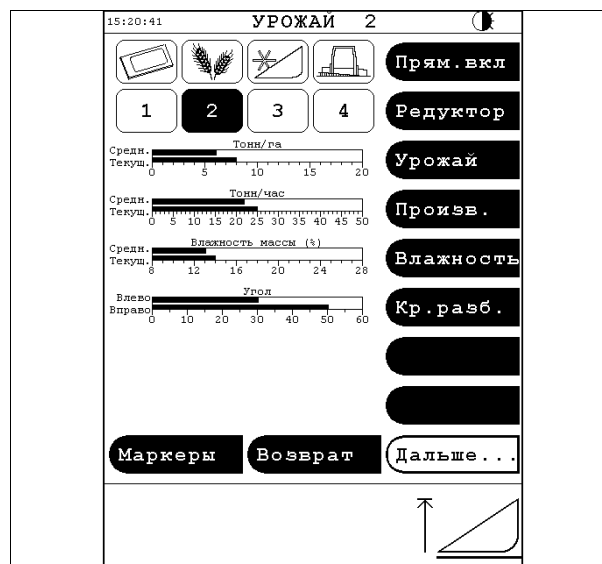 15:20:41 УРОЖАЙ 2
Прям.вкл
1 2 3 4
Редуктор
Тонн/га
Средн.
Текущ.
0 5 10 15 20
Урожай
Тонн/час
Средн.
Текущ.
0 5 10 15 20 25 30 35 40 45 50
Произв.
Влажность массы (%)
Средн.
Текущ.
8 12 16 20 24 28
Влажность
Угол
Влево
Вправо
0 10 20 30 40 50 60
Кр.разб.
Маркеры Возврат Дальше...